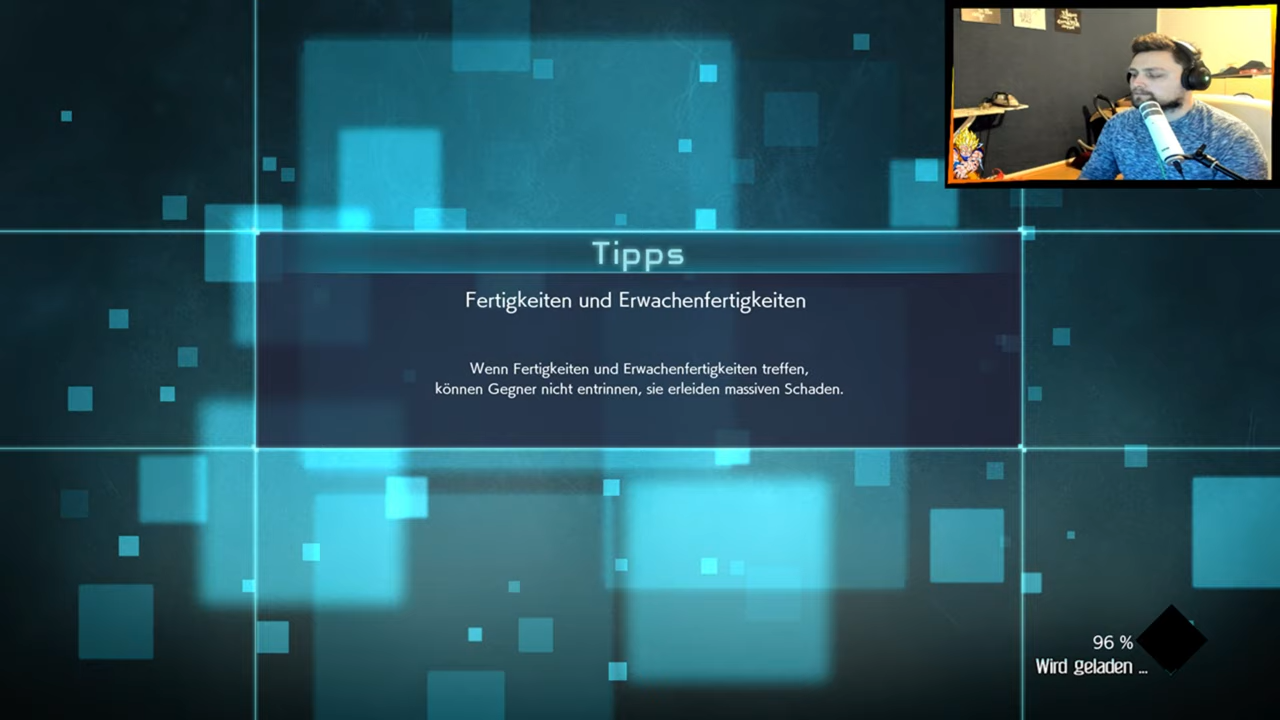 Tipps
Fertigkeiten und Erwachenfertigkeiten
Wenn Fertigkeiten und Erwachenfertigkeiten treffen,
können Gegner nicht entrinnen, sie erleiden massiven Schaden.
96 %
Wird geladen ...